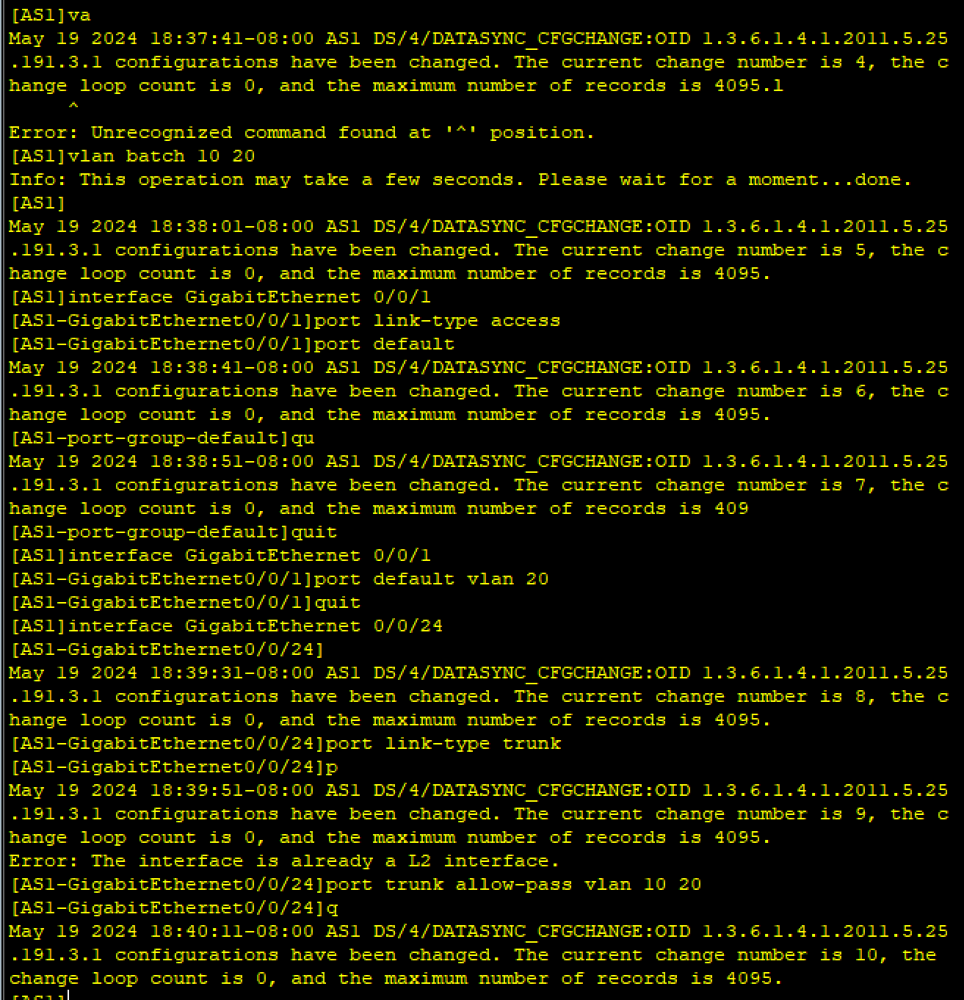 [AS1]va
May 19 2024 18:37:41-08:00 AS1 DS/4/DATASYNC_CFGCHANGE:OID 1.3.6.1.4.1.2011.5.25
.191.3.1 configurations have been changed. The current change number is 4, the c
hange loop count is 0, and the maximum number of records is 4095.l
^
Error: Unrecognized command found at '^' position.
[AS1]vlan batch 10 20
Info: This operation may take a few seconds. Please wait for a moment...done.
[AS1]
May 19 2024 18:38:01-08:00 AS1 DS/4/DATASYNC_CFGCHANGE:OID 1.3.6.1.4.1.2011.5.25
.191.3.1 configurations have been changed. The current change number is 5, the c
hange loop count is 0, and the maximum number of records is 4095.
[AS1]interface GigabitEthernet 0/0/1
[AS1-GigabitEthernet0/0/1]port link-type access
[AS1-GigabitEthernet0/0/1]port default
May 19 2024 18:38:41-08:00 AS1 DS/4/DATASYNC_CFGCHANGE:OID 1.3.6.1.4.1.2011.5.25
.191.3.1 configurations have been changed. The current change number is 6, the c
hange loop count is 0, and the maximum number of records is 4095.
[AS1-port-group-default]qu
May 19 2024 18:38:51-08:00 AS1 DS/4/DATASYNC_CFGCHANGE:OID 1.3.6.1.4.1.2011.5.25
.191.3.1 configurations have been changed. The current change number is 7, the c
hange loop count is 0, and the maximum number of records is 409
[AS1-port-group-default]quit
[AS1]interface GigabitEthernet 0/0/1
[AS1-GigabitEthernet0/0/1]port default vlan 20
[AS1-GigabitEthernet0/0/1]quit
[AS1]interface GigabitEthernet 0/0/24
[AS1-GigabitEthernet0/0/24]
May 19 2024 18:39:31-08:00 AS1 DS/4/DATASYNC_CFGCHANGE:OID 1.3.6.1.4.1.2011.5.25
.191.3.1 configurations have been changed. The current change number is 8, the c
hange loop count is 0, and the maximum number of records is 4095.
[AS1-GigabitEthernet0/0/24]port link-type trunk
[AS1-GigabitEthernet0/0/24]p
May 19 2024 18:39:51-08:00 AS1 DS/4/DATASYNC_CFGCHANGE:OID 1.3.6.1.4.1.2011.5.25
.191.3.1 configurations have been changed. The current change number is 9, the c
hange loop count is 0, and the maximum number of records is 4095.
Error: The interface is already a L2 interface.
[AS1-GigabitEthernet0/0/24]port trunk allow-pass vlan 10 20
[AS1-GigabitEthernet0/0/24]q
May 19 2024 18:40:11-08:00 AS1 DS/4/DATASYNC_CFGCHANGE:OID 1.3.6.1.4.1.2011.5.25
.191.3.1 configurations have been changed. The current change number is 10, the
change loop count is 0, and the maximum number of records is 4095.
[AS1]